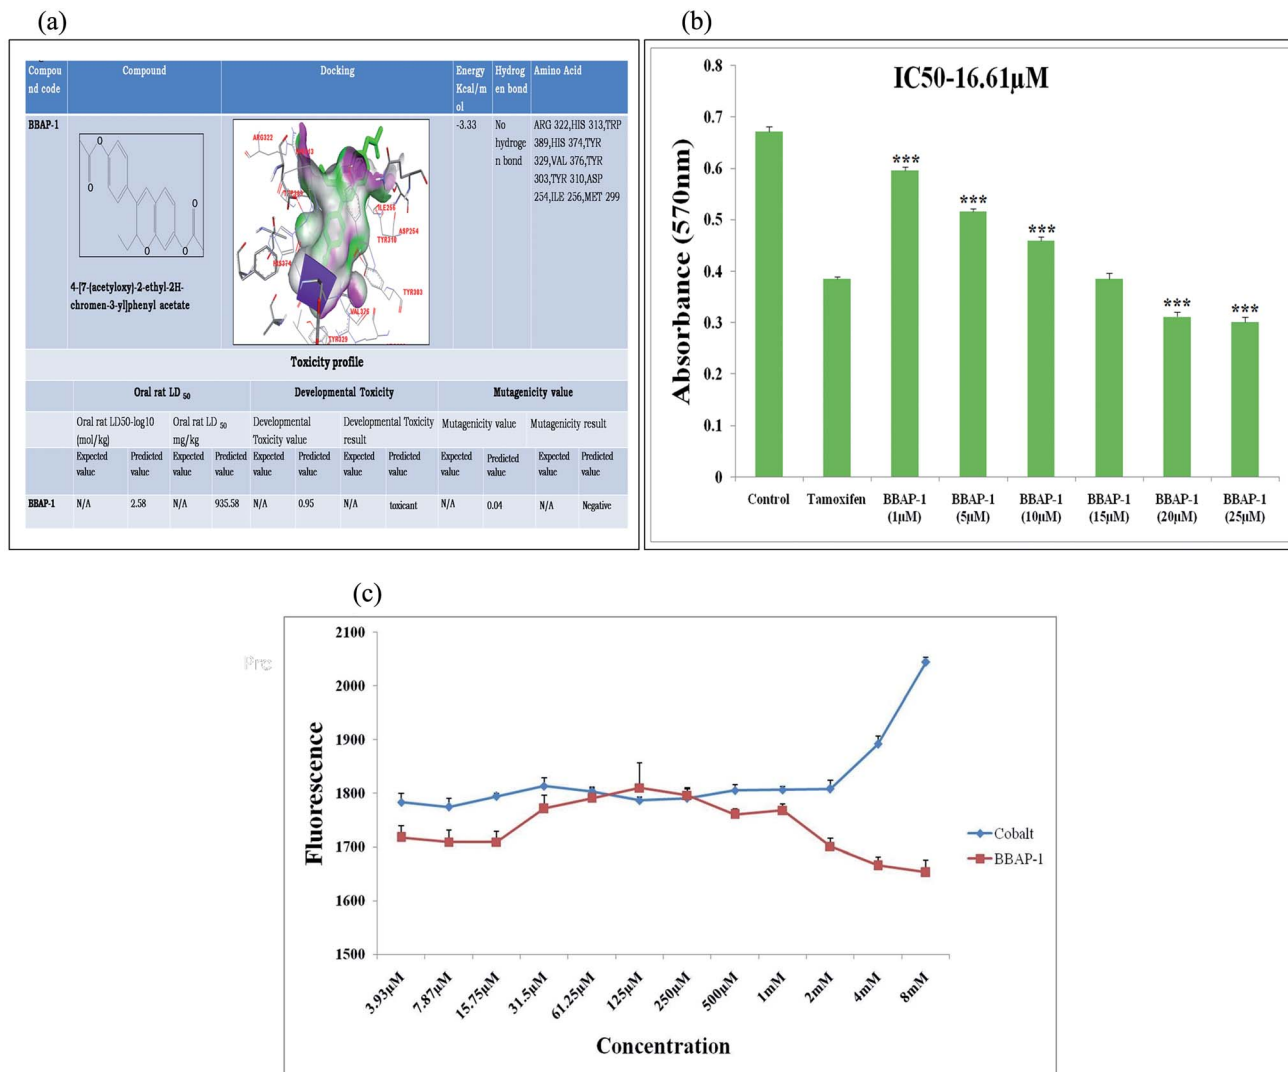 (a)
Compou
nd code
Compound
Docking
Energy
Kcal/m
ol
Hydrog
en bond
Amino Acid
BBAP-1
O
O
O
O
O
4-[7-(acetyloxy)-2-ethyl-2H-
chromen-3-yl]phenyl acetate
ARG322
ILE256
ASP254
TYR310
HIS374
TYR303
VAL376
TYR329
-3.33
No
hydroge
n bond
ARG 322,HIS 313,TRP
389,HIS 374,TYR
329,VAL 376,TYR
303,TYR 310,ASP
254,ILE 256,MET 299
Toxicity profile
Oral rat LD 50
Developmental Toxicity
Mutagenicity value
Oral rat LD50-log10
(mol/kg)
Oral rat LD 50
mg/kg
Developmental
Toxicity value
Developmental Toxicity
result
Mutagenicity value
Mutagenicity result
Expected
value
Predicted
value
Expected
value
Predicted
value
Expected
value
Predicted
value
Expected
value
Predicted
value
Expected
value
Predicted
value
Expected
value
Predicted
value
BBAP-1 N/A 2.58 N/A 935.58 N/A 0.95 N/A toxicant N/A 0.04 N/A Negative
(b)
IC50-16.61µM
Absorbance (570nm)
0.8
0.7
0.6
0.5
0.4
0.3
0.2
0.1
0
***
***
***
***
***
Control
Tamoxifen
BBAP-1
(1µM)
BBAP-1
(5µM)
BBAP-1
(10µM)
BBAP-1
(15µM)
BBAP-1
(20µM)
BBAP-1
(25µM)
(c)
Fluorescence
2100
2000
1900
1800
1700
1600
1500
3.93µM
7.87µM
15.75µM
31.5µM
61.25µM
125µM
250µM
500µM
1mM
2mM
4mM
8mM
Concentration
Cobalt
BBAP-1